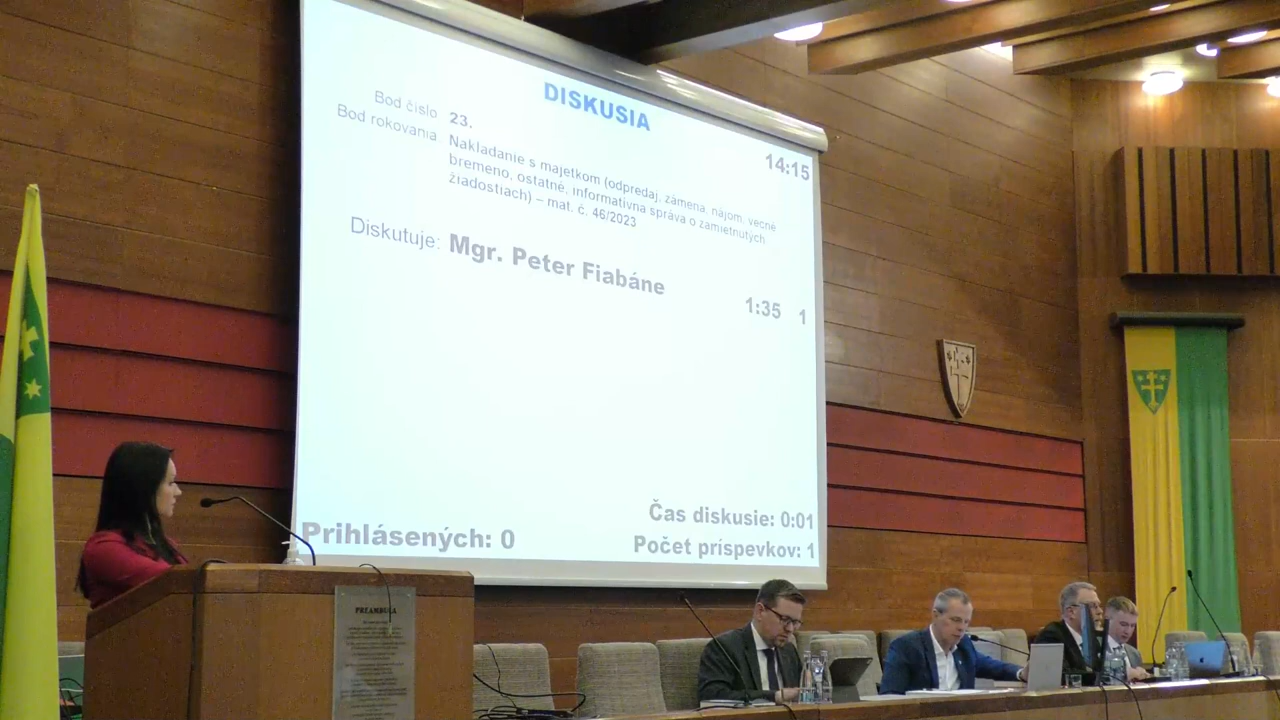 DISKUSIA
14:15
Bod číslo 23.
Bod rokovania Nakladanie s majetkom (odpredaj, zámena, nájom, vecné
bremeno, ostatné, informatívna správa o zamietnutých
žiadostiach) – mat. č. 46/2023
Diskutuje: Mgr. Peter Fiabáne
1:35 1
Čas diskusie: 0:01
Prihlásených: 0
Počet príspevkov: 1
PREAMBULA